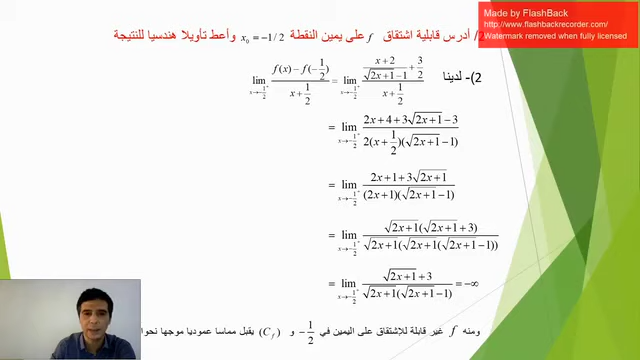 Made by FlashBack
https://flashbackrecorder.com/
Watermark removed when fully licensed
2/ أدرس قابلية اشتقاق f على يمين النقطة x₀ = −1/2 وأعط تأويلا هندسيا للنتيجة
2)- لدينا lim_{x→−1/2⁺} (f(x) − f(−1/2)) / (x + 1/2) = lim_{x→−1/2⁺} ((x+2)/(√(2x+1) −1) + 3/2) / (x + 1/2)
= lim_{x→−1/2⁺} (2x + 4 + 3√(2x+1) − 3) / (2(x + 1/2)(√(2x+1) − 1))
= lim_{x→−1/2⁺} (2x + 1 + 3√(2x+1)) / ((2x+1)(√(2x+1) − 1))
= lim_{x→−1/2⁺} √(2x+1)(√(2x+1) + 3) / (√(2x+1)(√(2x+1)(√(2x+1) − 1)))
= lim_{x→−1/2⁺} (√(2x+1) + 3) / (√(2x+1)(√(2x+1) − 1)) = −∞
ومنه f غير قابلة للإشتقاق على اليمين في −1/2 و (C_f) يقبل مماسا عموديا موجها نحو